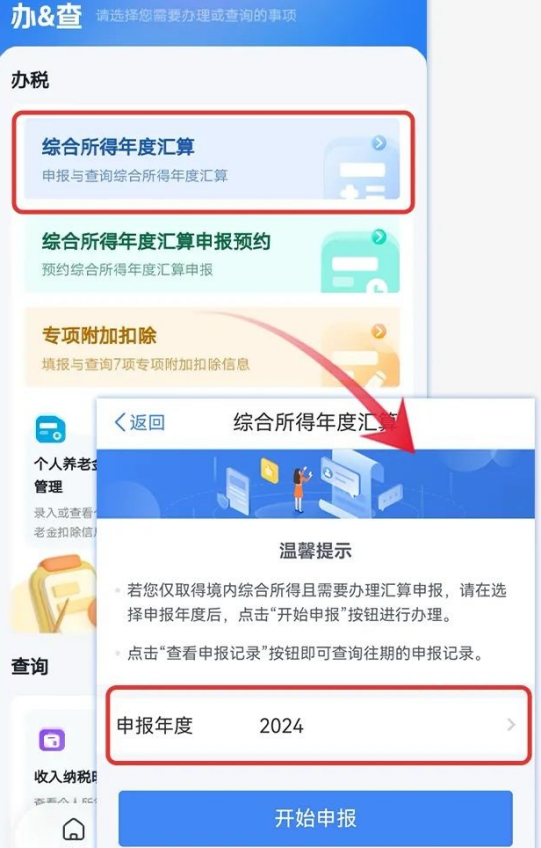 办&查 请选择您需要办理或查询的事项
办税
综合所得年度汇算
申报与查询综合所得年度汇算
综合所得年度汇算申报预约
预约综合所得年度汇算申报
专项附加扣除
填报与查询7项专项附加扣除信息
个人养老金
管理
录入或查看
老金扣除信
查询
收入纳税
返回
综合所得年度汇算
温馨提示
若您仅取得境内综合所得且需要办理汇算申报，请在选
择申报年度后，点击“开始申报”按钮进行办理。
点击“查看申报记录”按钮即可查询往期的申报记录。
申报年度 2024
开始申报